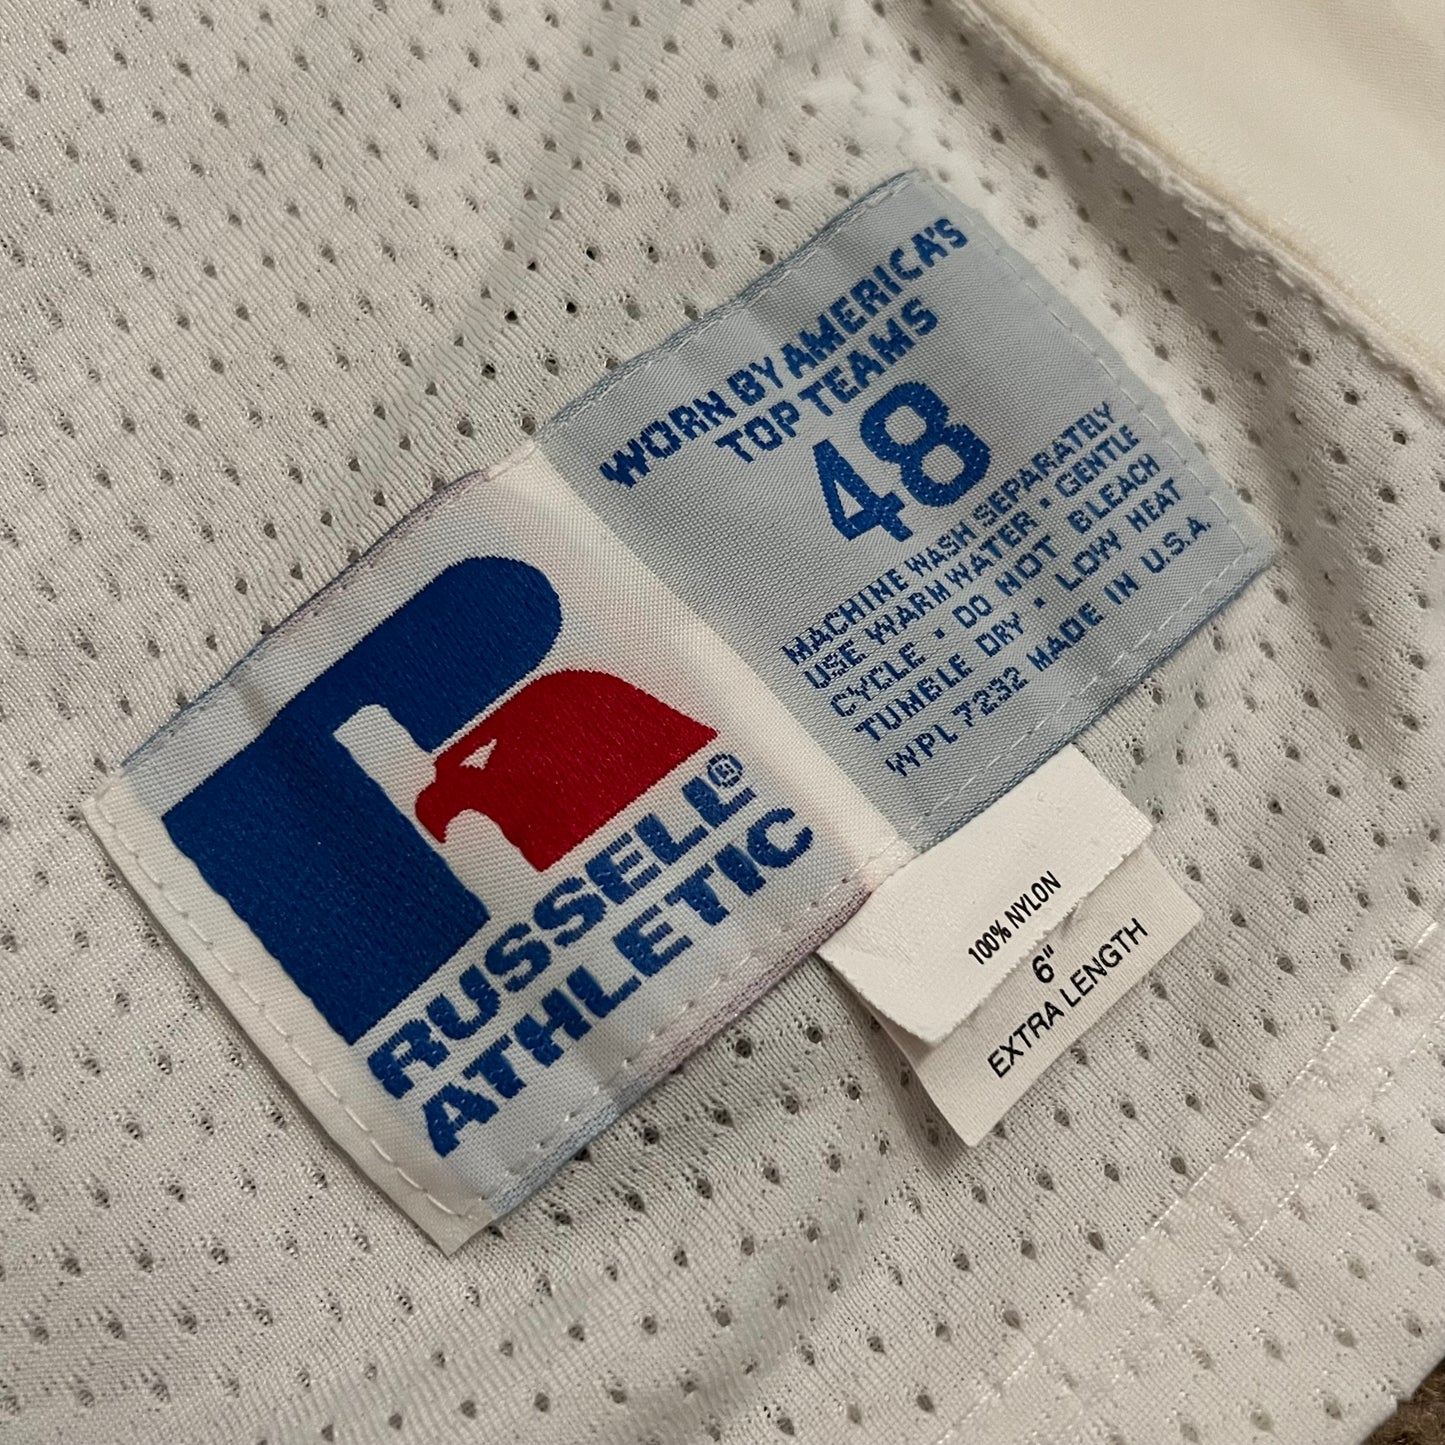 WORN BY AMERICA'S
TOP TEAMS
48
MACHINE WASH SEPARATELY
USE WARM WATER • GENTLE
CYCLE • DO NOT BLEACH
TUMBLE DRY • LOW HEAT
WPL 7232 MADE IN U.S.A.
RUSSELL®
ATHLETIC
100% NYLON
6"
EXTRA LENGTH